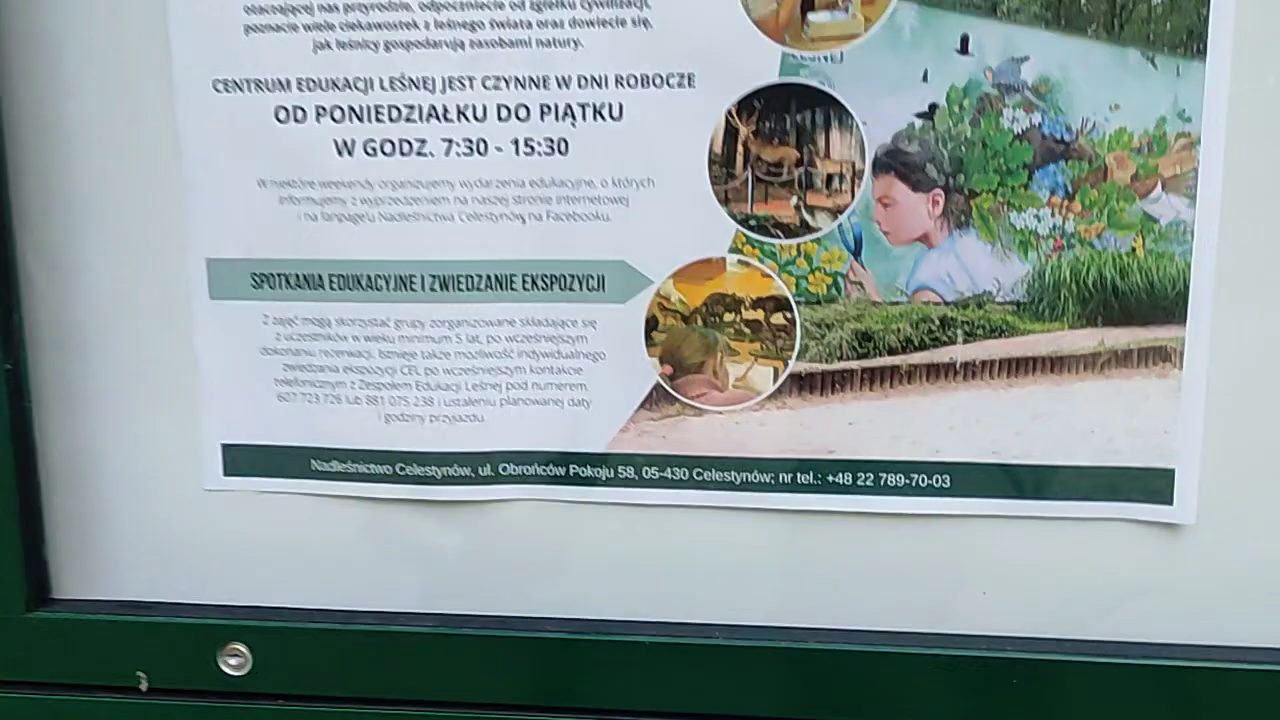 otaczającej nas przyrodzie, odpoczniecie od zgiełku cywilizacji,
poznacie wiele ciekawostek z leśnego świata oraz dowiecie się,
jak leśnicy gospodarują zasobami natury.
CENTRUM EDUKACJI LEŚNEJ JEST CZYNNE W DNI ROBOCZE
OD PONIEDZIAŁKU DO PIĄTKU
W GODZ. 7:30 - 15:30
W niektóre weekendy organizujemy wydarzenia edukacyjne, o których
informujemy z wyprzedzeniem na naszej stronie internetowej
i na fanpage'u Nadleśnictwa Celestynów na Facebooku.
SPOTKANIA EDUKACYJNE I ZWIEDZANIE EKSPOZYCJI
Z zajęć mogą skorzystać grupy zorganizowane składające się
z uczestników w wieku minimum 5 lat, po wcześniejszym
dokonaniu rezerwacji. Istnieje także możliwość indywidualnego
zwiedzania ekspozycji CEL po wcześniejszym kontakcie
telefonicznym z Zespołem Edukacji Leśnej pod numerem
607 723 726 lub 881 075 238 i ustaleniu planowanej daty
i godziny przyjazdu.
Nadleśnictwo Celestynów, ul. Obrońców Pokoju 58, 05-430 Celestynów; nr tel.: +48 22 789-70-03